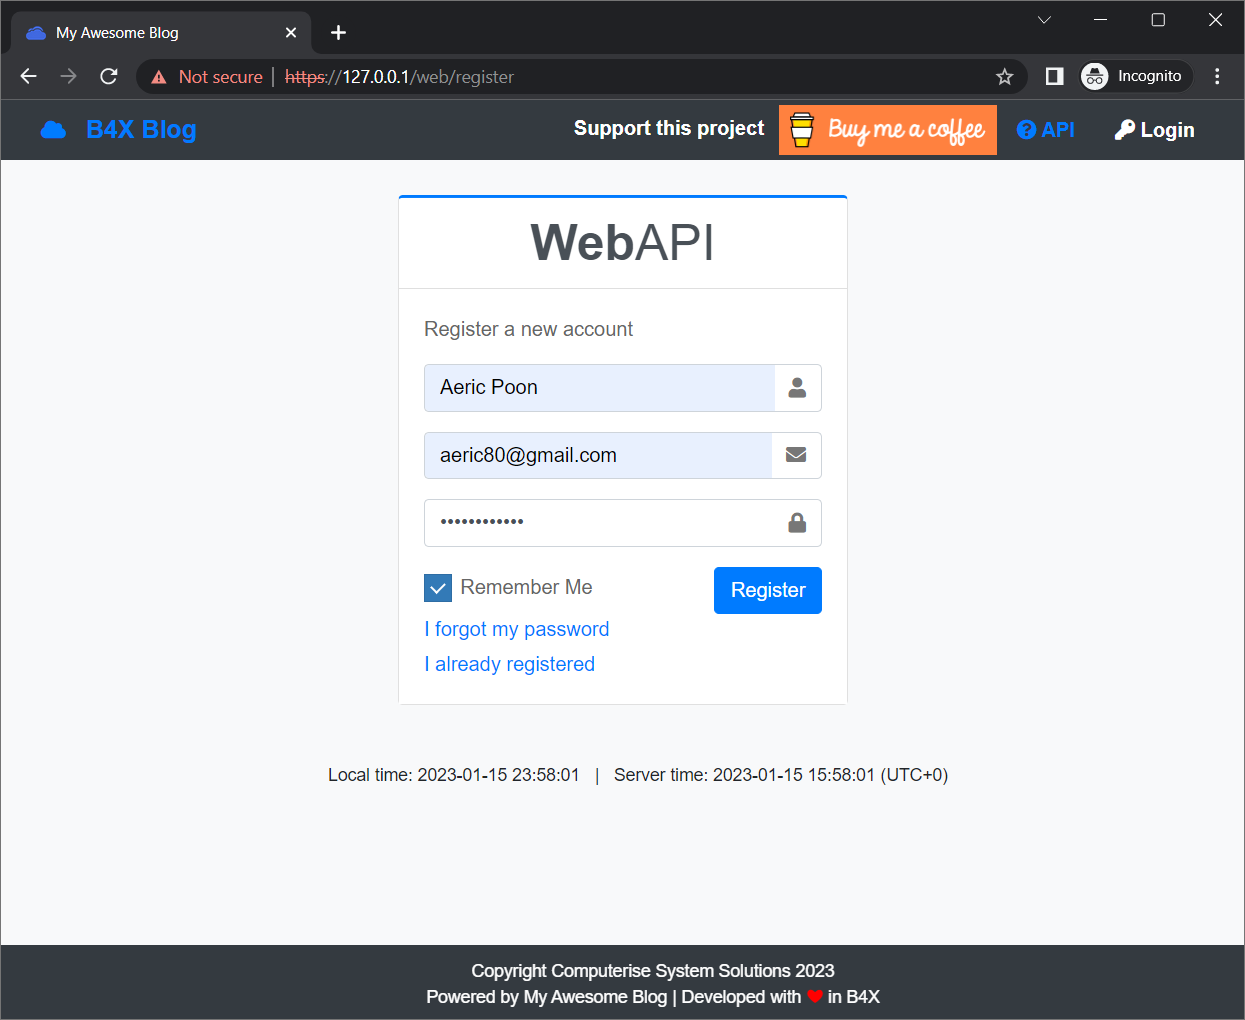 My Awesome Blog
Not secure https://127.0.0.1/web/register Incognito
B4X Blog Support this project Buy me a coffee API Login
WebAPI
Register a new account
Aeric Poon
aeric80@gmail.com
••••••••••••
Remember Me Register
I forgot my password
I already registered
Local time: 2023-01-15 23:58:01 | Server time: 2023-01-15 15:58:01 (UTC+0)
Copyright Computerise System Solutions 2023
Powered by My Awesome Blog | Developed with ❤ in B4X